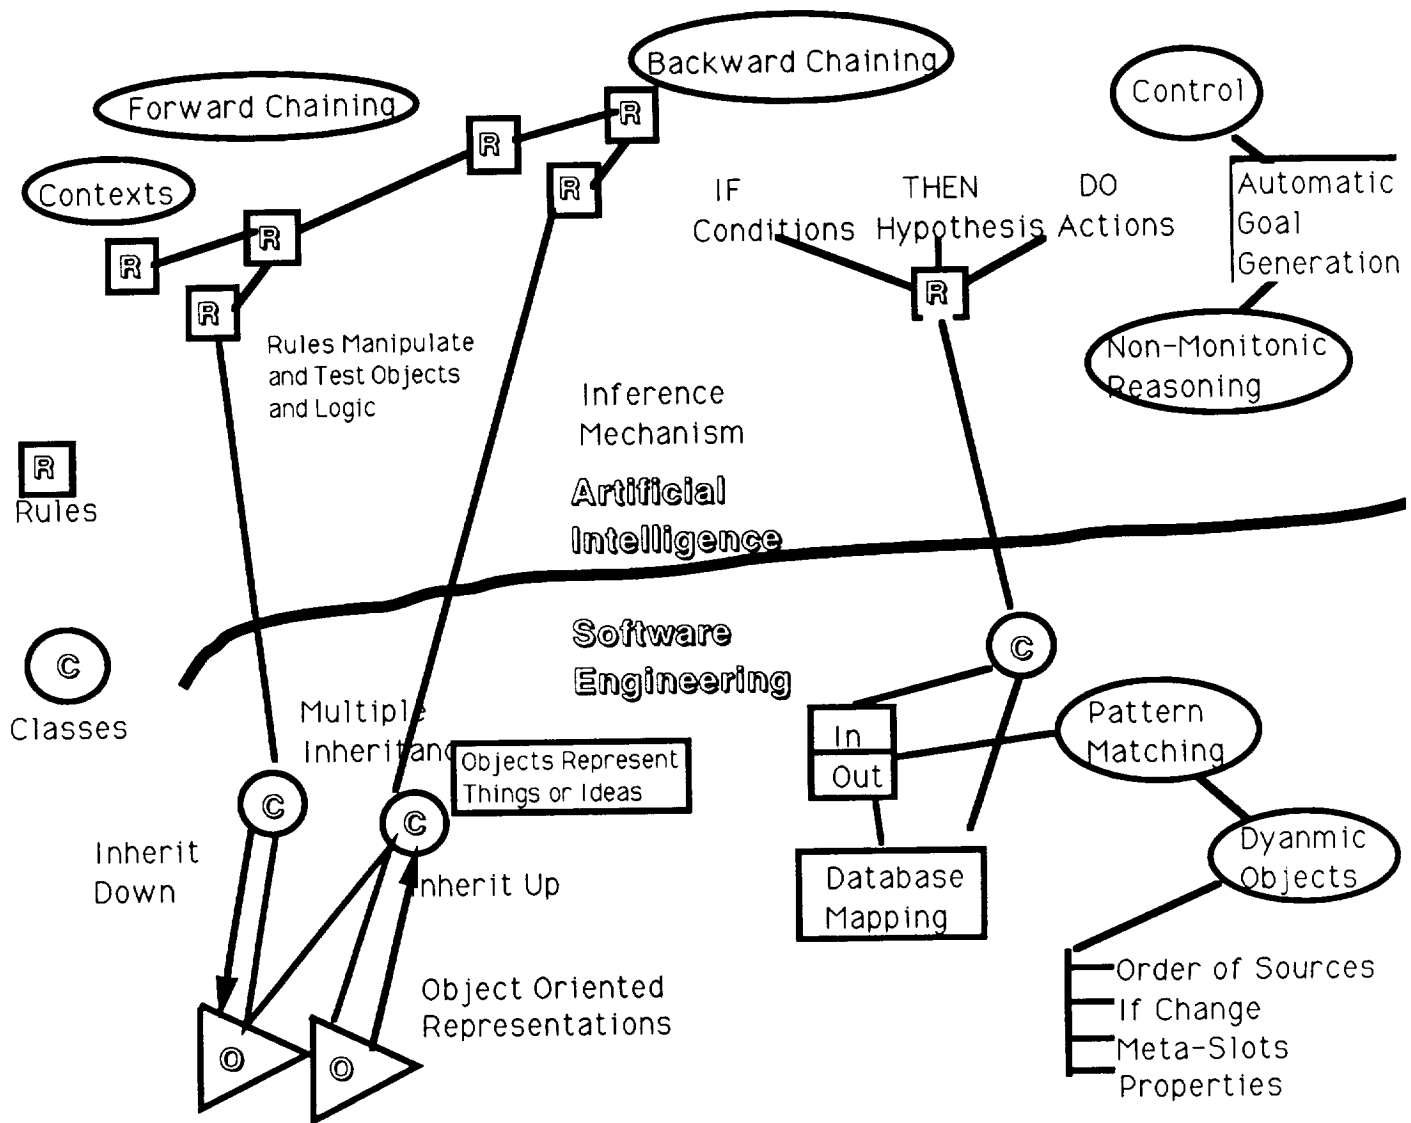 Backward Chaining
Forward Chaining
Control
Contexts
R
R
R
R
R
R
IF
THEN
DO
Conditions
Hypothesis
Actions
R
Automatic
Goal
Generation
Non-Monitonic
Reasoning
Rules Manipulate
and Test Objects
and Logic
Inference
Mechanism
R
Rules
Artificial
Intelligence
Software
Engineering
C
Classes
C
Multiple
Inheritanc
Objects Represent
Things or Ideas
C
C
In
Out
Pattern
Matching
Inherit
Down
Inherit Up
Database
Mapping
Dyanmic
Objects
Object Oriented
Representations
Order of Sources
If Change
Meta-Slots
Properties
O
O